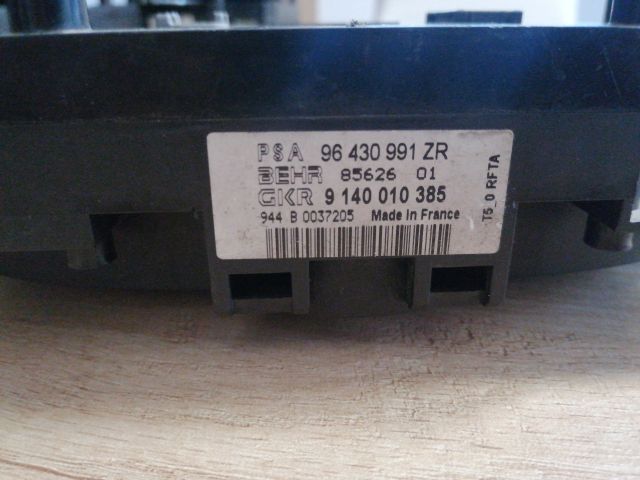 PSA 96 430 991 ZR
BEHR 85626 01
GKR 9 140 010 385
944 B 0037205 Made in France
T5_0 RFTA